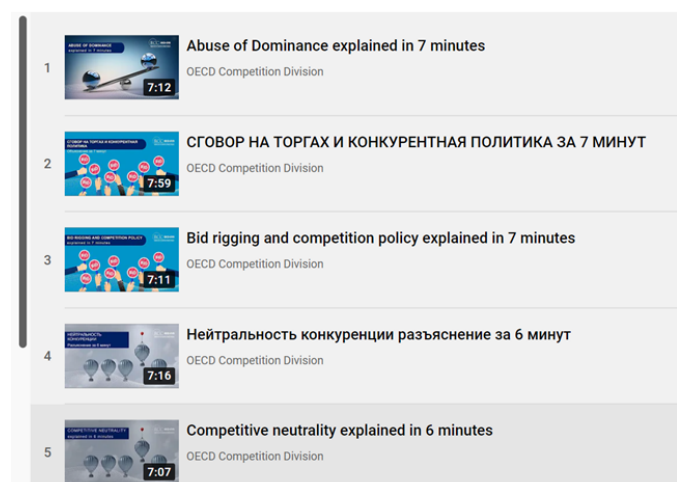 1
ABUSE OF DOMINANCE
explained in 7 minutes
7:12
Abuse of Dominance explained in 7 minutes
OECD Competition Division
2
СГОВОР НА ТОРГАХ И КОНКУРЕНТНАЯ
ПОЛИТИКА
7:59
СГОВОР НА ТОРГАХ И КОНКУРЕНТНАЯ ПОЛИТИКА ЗА 7 МИНУТ
OECD Competition Division
3
BID RIGGING AND COMPETITION POLICY
explained in 7 minutes
7:11
Bid rigging and competition policy explained in 7 minutes
OECD Competition Division
4
НЕЙТРАЛЬНОСТЬ
КОНКУРЕНЦИИ
Разъяснение за 6 минут
7:16
Нейтральность конкуренции разъяснение за 6 минут
OECD Competition Division
5
COMPETITIVE NEUTRALITY
explained in 6 minutes
7:07
Competitive neutrality explained in 6 minutes
OECD Competition Division